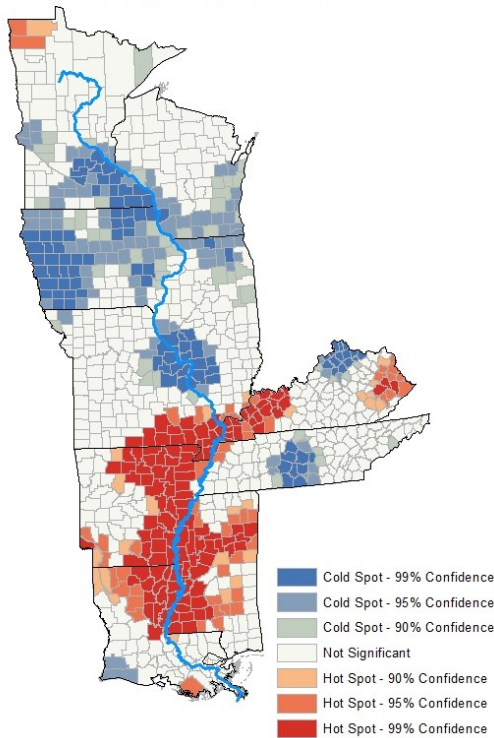 Cold Spot - 99% Confidence
Cold Spot - 95% Confidence
Cold Spot - 90% Confidence
Not Significant
Hot Spot - 90% Confidence
Hot Spot - 95% Confidence
Hot Spot - 99% Confidence